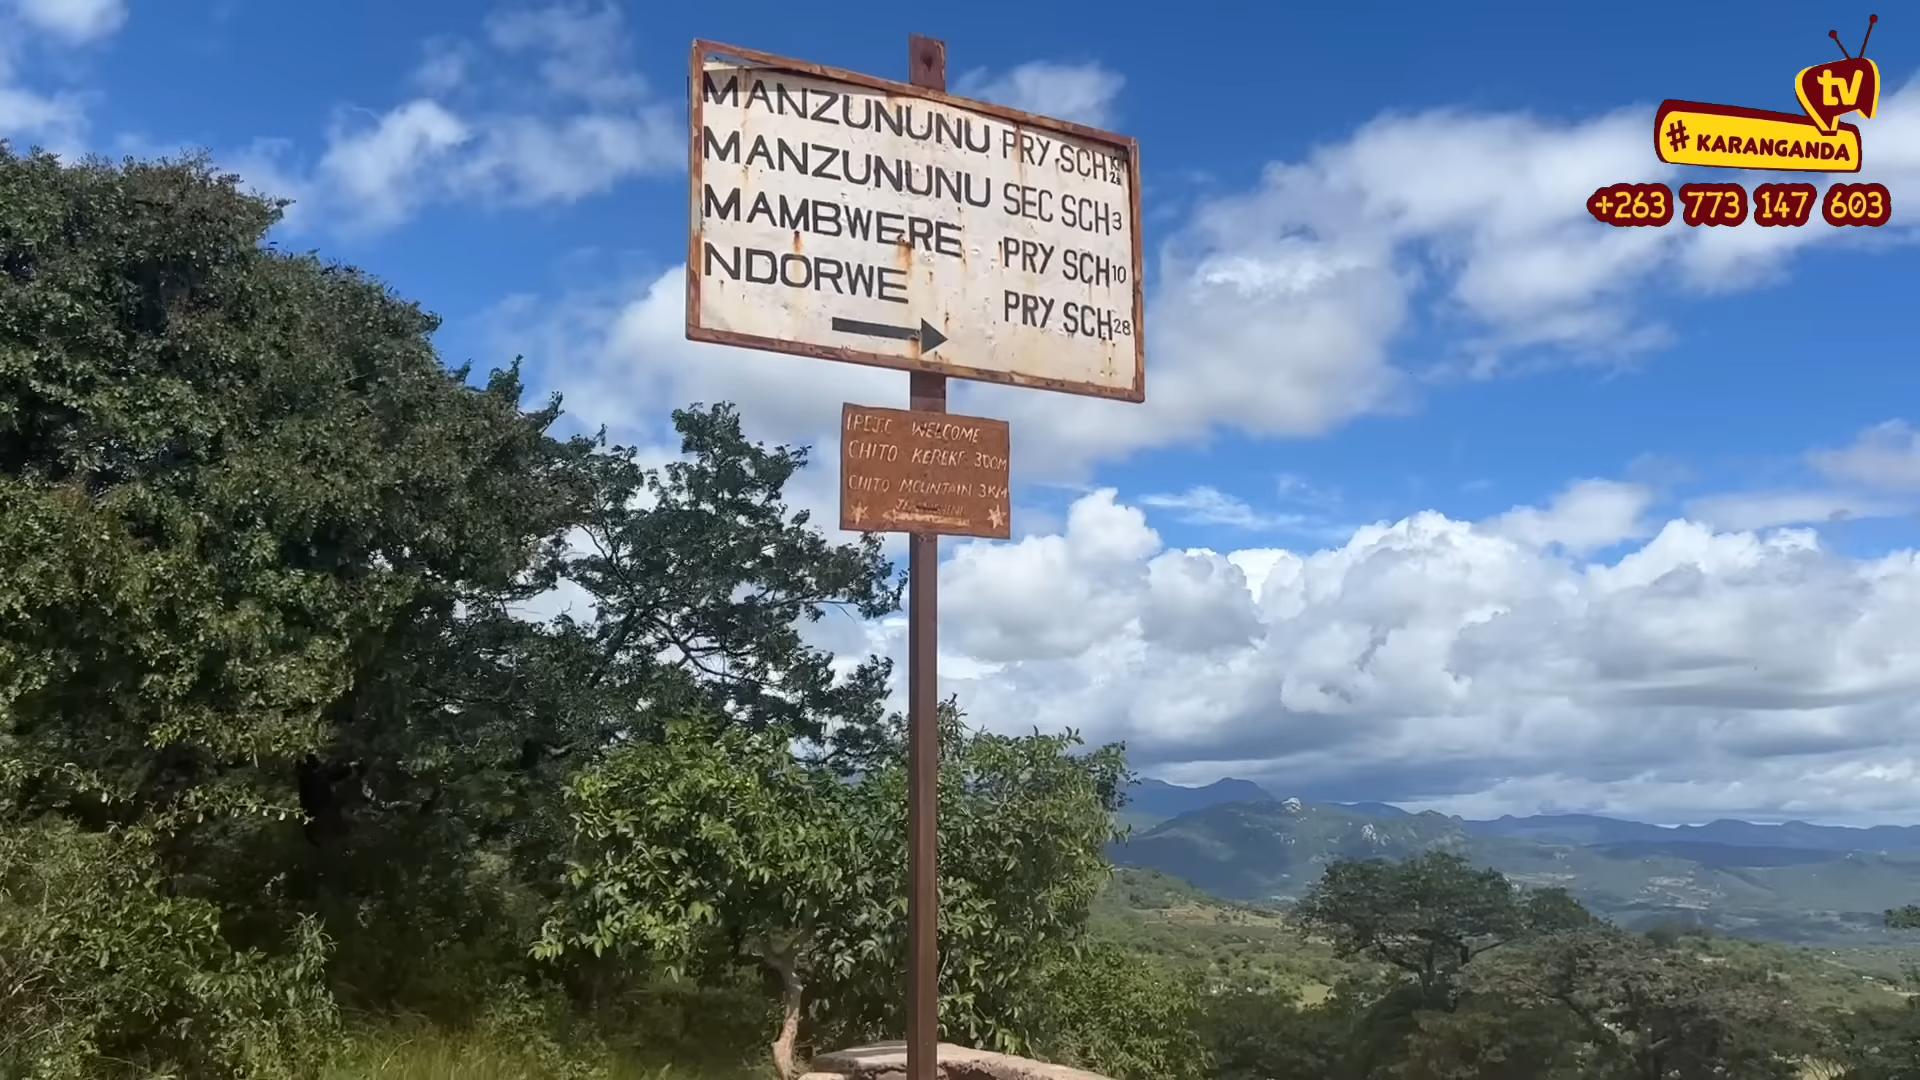 MANZUNUNU PRY SCH
MANZUNUNU SEC SCH 3
MAMBWERE PRY SCH 10
NDORWE PRY SCH 28
WELCOME
CHITO KEREKE 300M
CHITO MOUNTAIN 3KM
tv
# KARANGANDA
+263 773 147 603